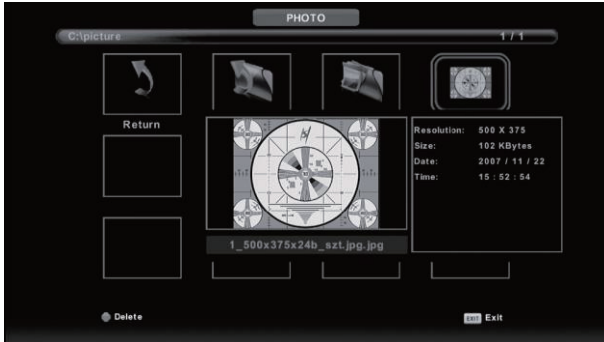 PHOTO
C:\picture
1 / 1
Return
Resolution: 500 X 375
Size: 102 KBytes
Date: 2007 / 11 / 22
Time: 15 : 52 : 54
1_500x375x24b_szt.jpg.jpg
Delete
EXIT Exit